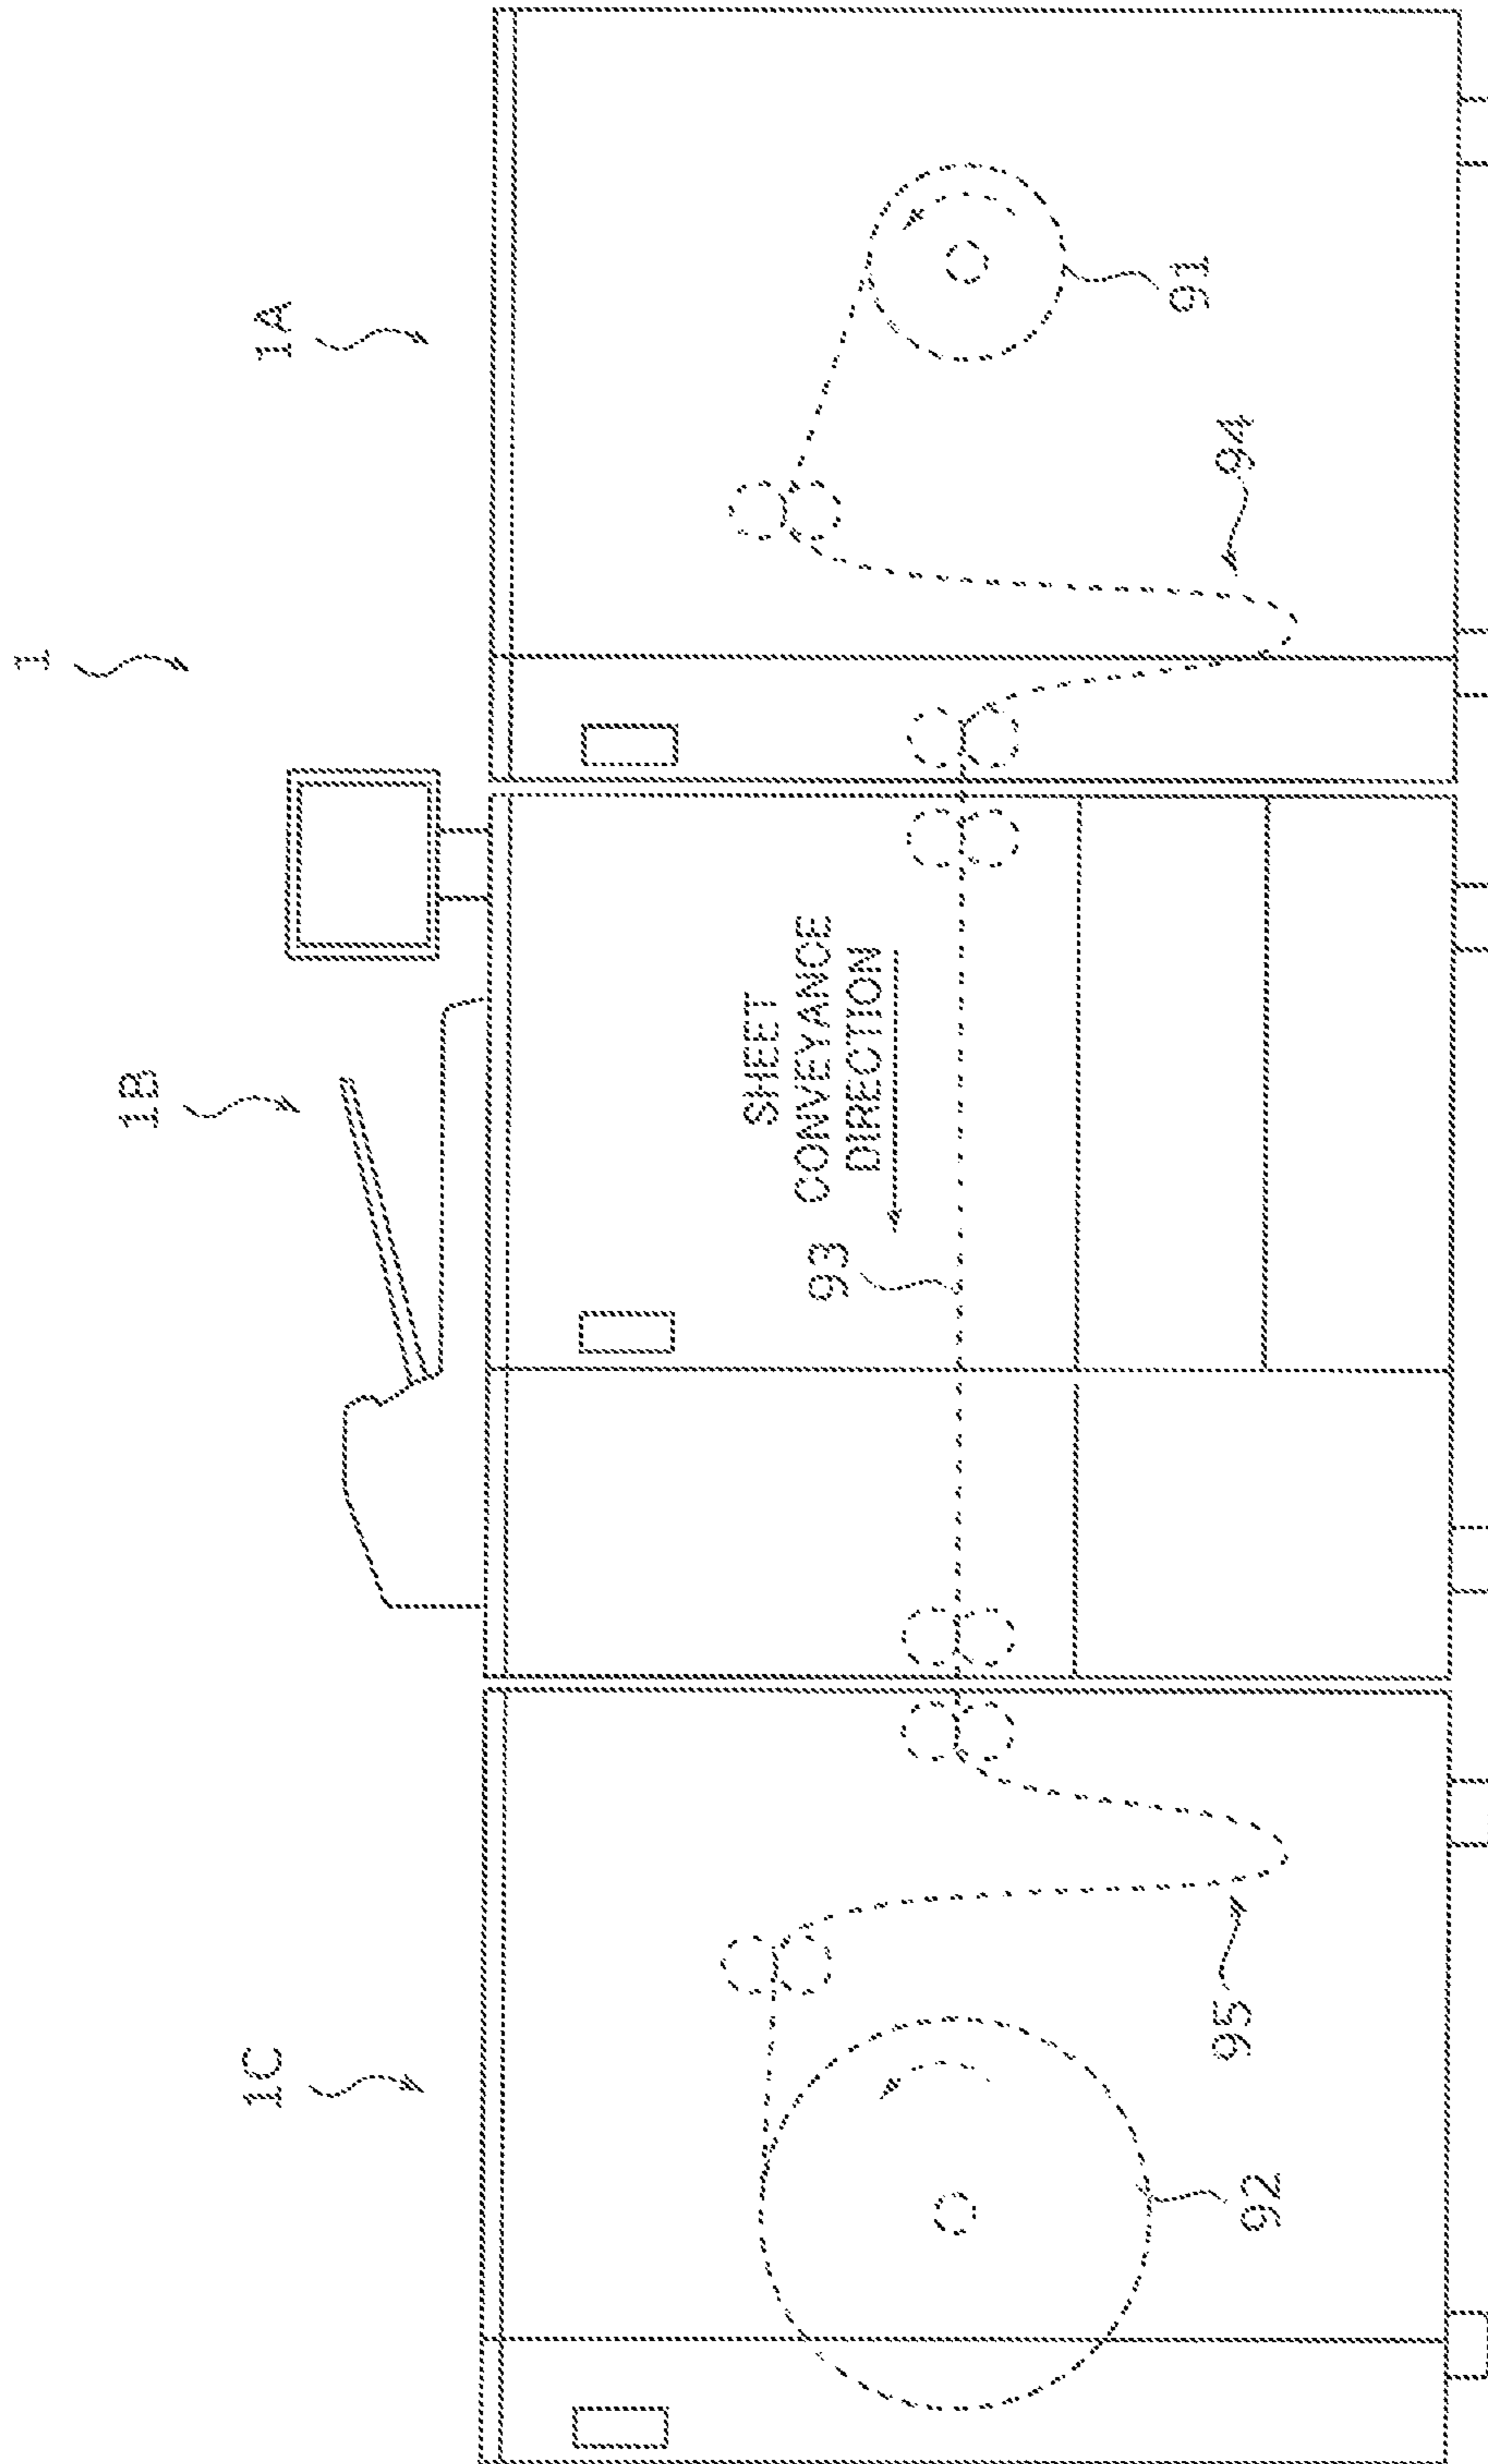 1
1A
1B
1C
SHEET
CONVEYANCE
DIRECTION
93
91
94
95
92